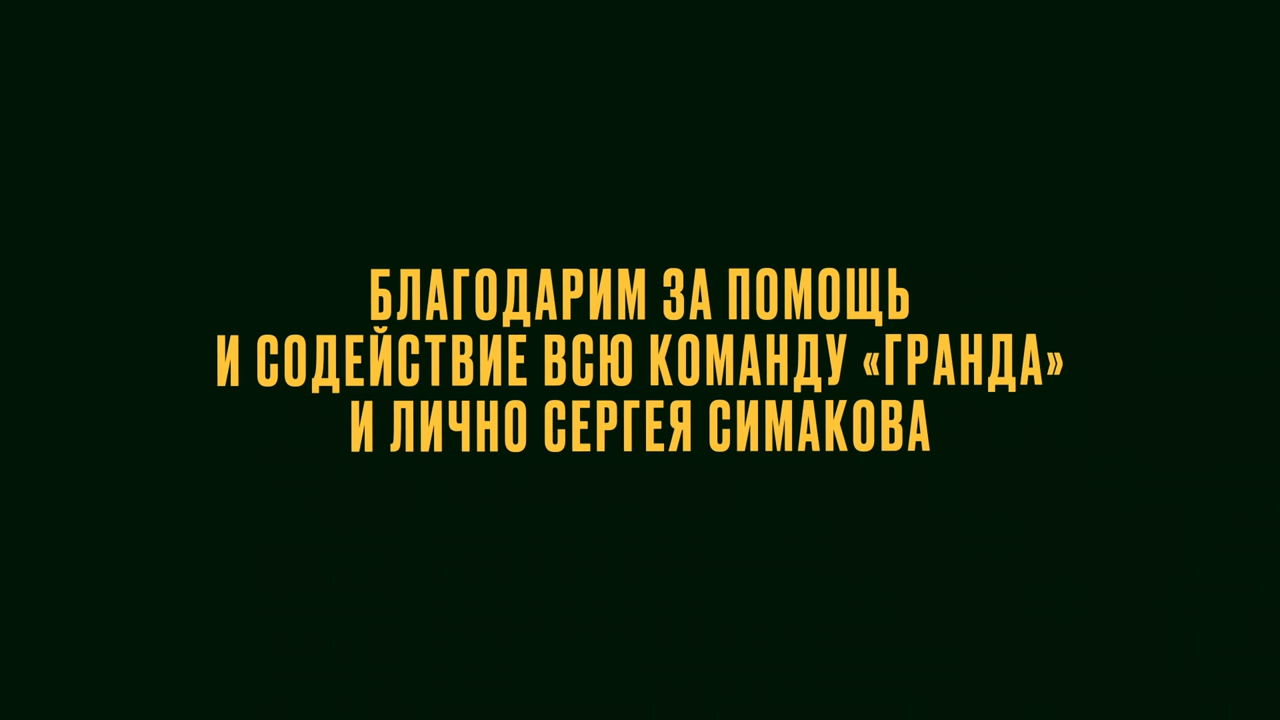 БЛАГОДАРИМ ЗА ПОМОЩЬ
И СОДЕЙСТВИЕ ВСЮ КОМАНДУ «ГРАНДА»
И ЛИЧНО СЕРГЕЯ СИМАКОВА